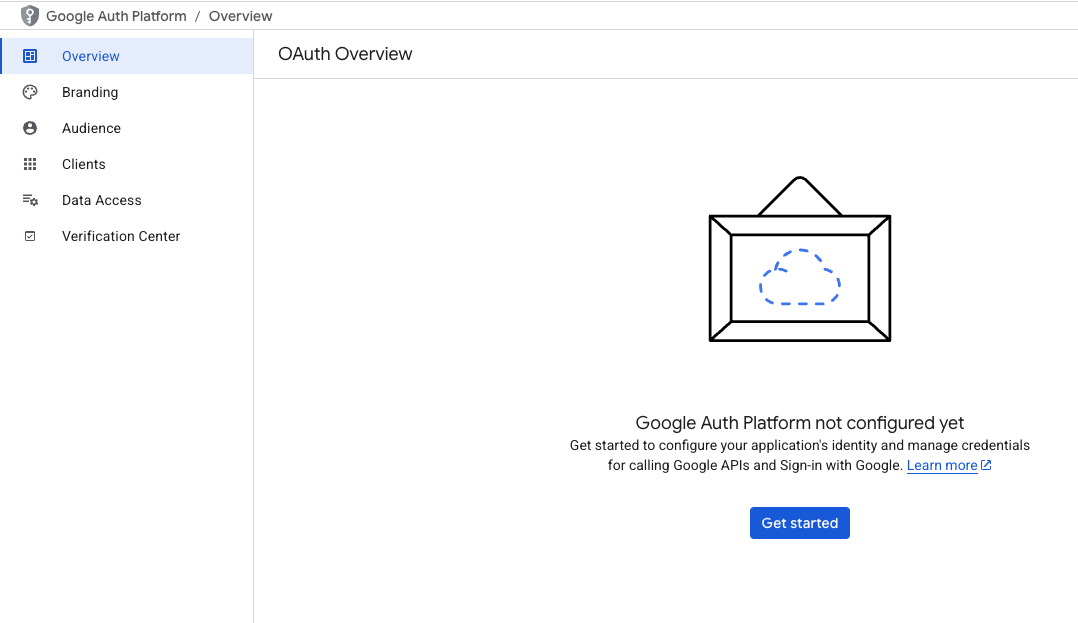 Google Auth Platform / Overview
Overview
Branding
Audience
Clients
Data Access
Verification Center
OAuth Overview
Google Auth Platform not configured yet
Get started to configure your application's identity and manage credentials
for calling Google APIs and Sign-in with Google. Learn more
Get started